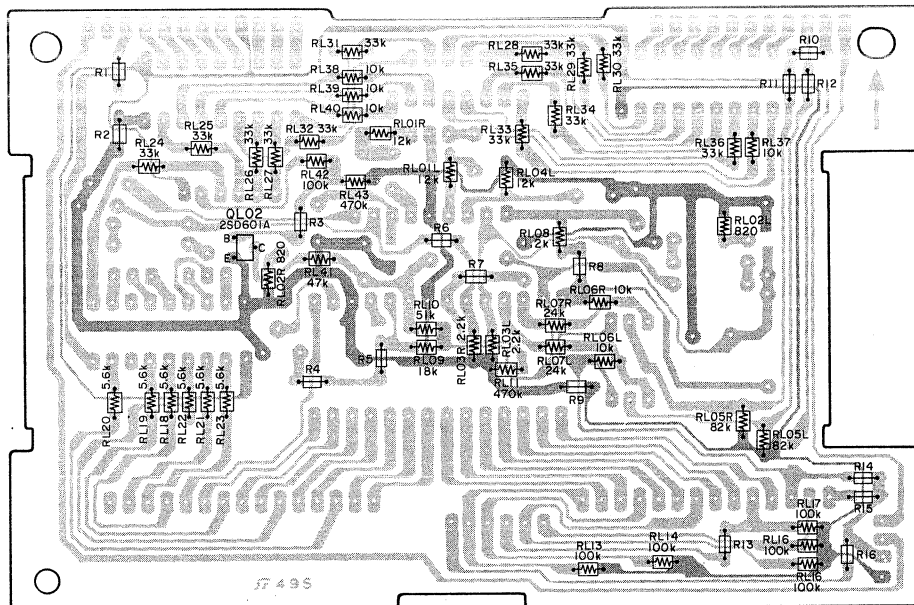 RL31 33k
RL38 10k
RL39 10k
RL40 10k
RL01R
12k
RL28 33k
RL35 33k
RL29 33k
RL30 33k
R10
R11
R12
R1
R2
RL24
33k
RL25
33k
RL26 33k
RL27 33k
RL32 33k
RL42
100k
RL43
470k
RL01L
12k
RL33
33k
RL34
33k
RL04L
12k
RL36
33k
RL37
10k
QL02
2SD601A
B
C
E
R3
RL02R 820
RL41
47k
R6
R7
RL08
12k
R8
RL02L
820
RL06R 10k
RL10
51k
RL09
18k
RL03R 2.2k
RL03L
2.2k
RL07R
24k
RL07L
24k
RL06L
10k
RL11
470k
R4
R5
R9
RL20 5.6k
RL19 5.6k
RL18 5.6k
RL22 5.6k
RL21 5.6k
RL23 5.6k
RL05R
82k
RL05L
82k
R14
R15
RL17
100k
RL16
100k
RL16
100k
R13
R16
RL14
100k
RL13
100k
49S